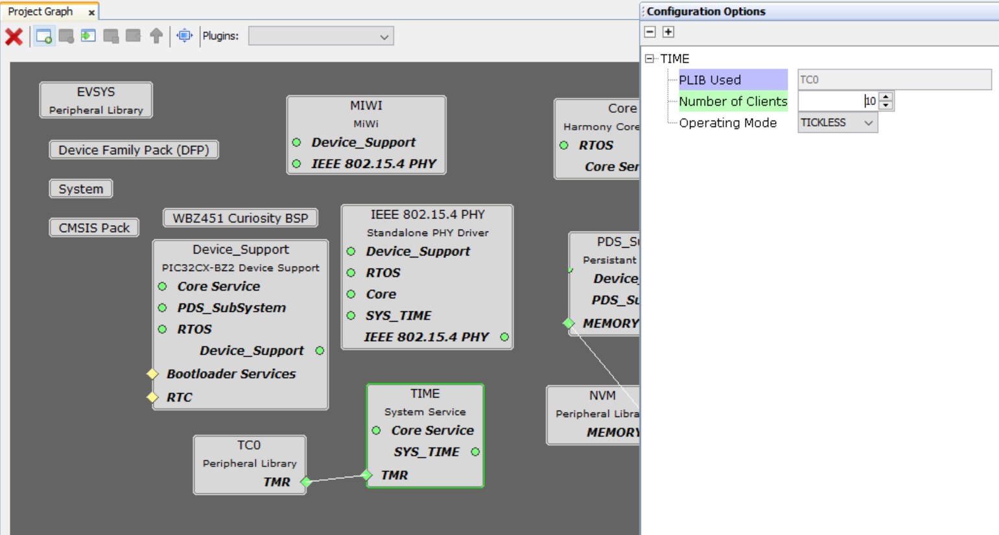 Project Graph x
Plugins:
EVSYS
Peripheral Library
Device Family Pack (DFP)
System
CMSIS Pack
WBZ451 Curiosity BSP
MIWI
MiWi
Device_Support
IEEE 802.15.4 PHY
Core
Harmony Core
RTOS
Core Ser
Device_Support
PIC32CX-BZ2 Device Support
Core Service
PDS_SubSystem
RTOS
Device_Support
Bootloader Services
RTC
IEEE 802.15.4 PHY
Standalone PHY Driver
Device_Support
RTOS
Core
SYS_TIME
IEEE 802.15.4 PHY
PDS_Su
Persistant
Device_
PDS_Su
MEMORY
TIME
System Service
Core Service
SYS_TIME
TMR
NVM
Peripheral Libra
MEMORY
TC0
Peripheral Library
TMR
Configuration Options
TIME
PLIB Used TC0
Number of Clients 10
Operating Mode TICKLESS